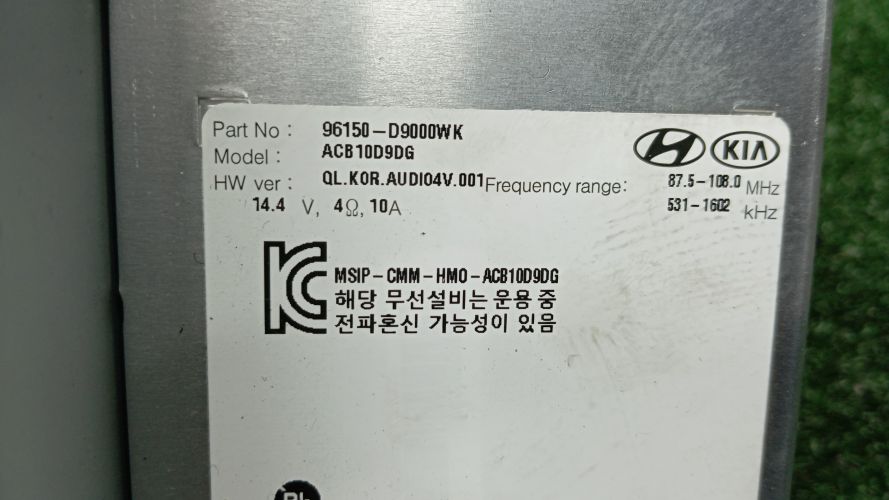 Part No : 96150-D9000WK
Model : ACB10D9DG
HW ver : QL.KOR.AUDIO4V.001 Frequency range: 87.5-108.0 MHz
14.4 V, 4Ω, 10A 531-1602 kHz
KIA
MSIP-CMM-HMO-ACB10D9DG
해당 무선설비는 운용 중
전파혼신 가능성이 있음